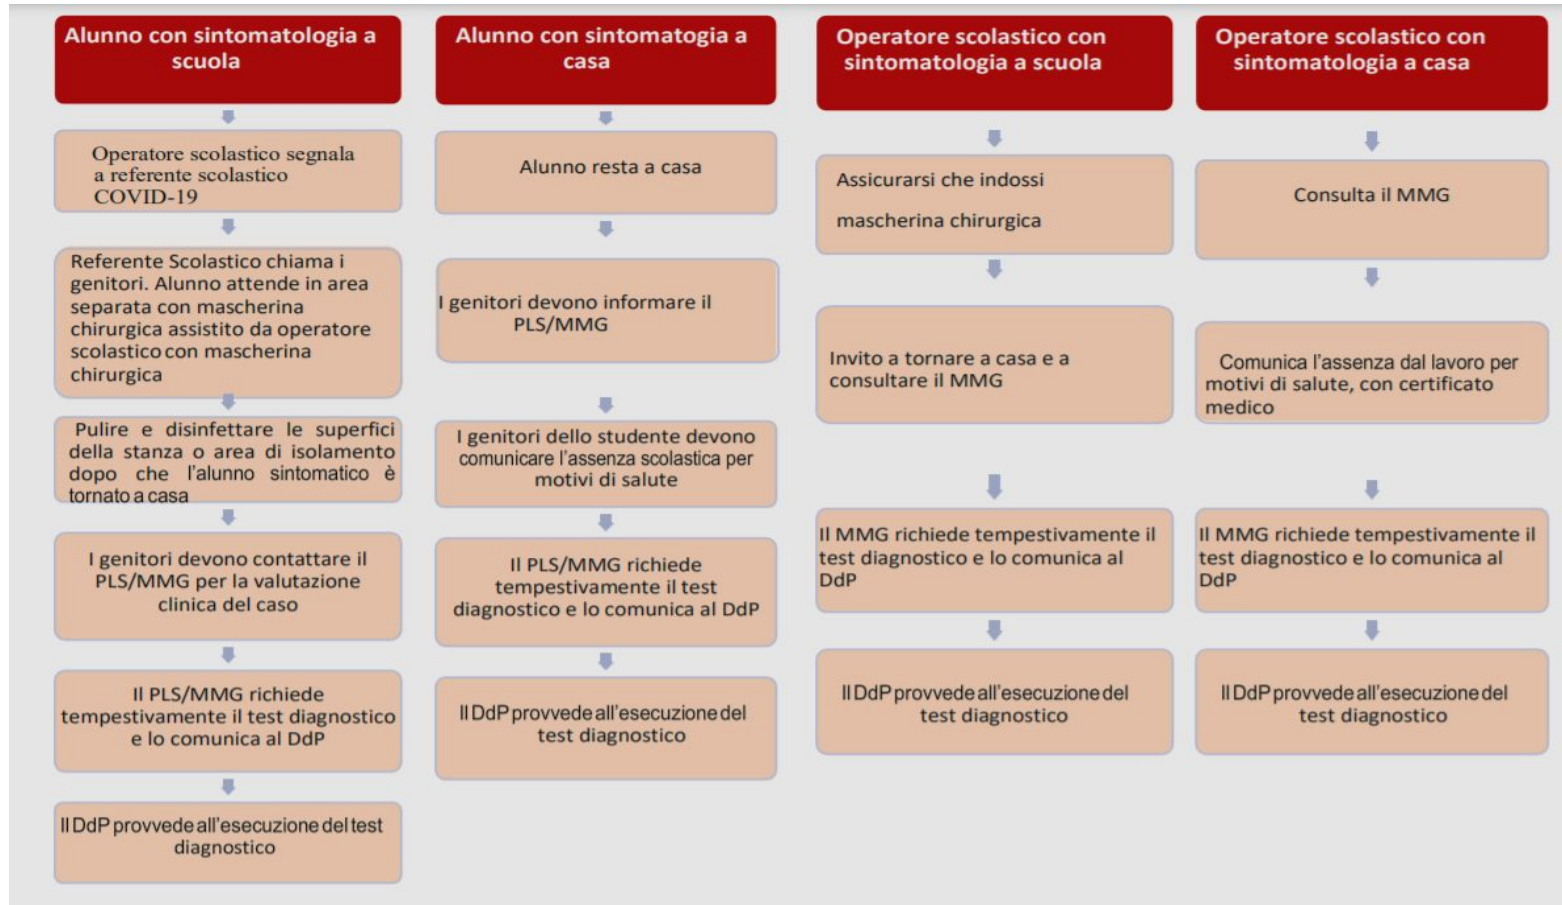 Alunno con sintomatologia a
scuola
Operatore scolastico segnala
a referente scolastico
COVID-19
Referente Scolastico chiama i
genitori. Alunno attende in area
separata con mascherina
chirurgica assistito da operatore
scolastico con mascherina
chirurgica
Pulire e disinfettare le superfici
della stanza o area di isolamento
dopo che l'alunno sintomatico è
tornato a casa
I genitori devono contattare il
PLS/MMG per la valutazione
clinica del caso
Il PLS/MMG richiede
tempestivamente il test diagnostico
e lo comunica al DdP
Il DdP provvede all'esecuzione del test
diagnostico
Alunno con sintomatogia a
casa
Alunno resta a casa
I genitori devono informare il
PLS/MMG
I genitori dello studente devono
comunicare l'assenza scolastica per
motivi di salute
Il PLS/MMG richiede
tempestivamente il test
diagnostico e lo comunica al DdP
Il DdP provvede all'esecuzione del
test diagnostico
Operatore scolastico con
sintomatologia a scuola
Assicurarsi che indossi
mascherina chirurgica
Invito a tornare a casa e a
consultare il MMG
Il MMG richiede tempestivamente il
test diagnostico e lo comunica al
DdP
Il DdP provvede all'esecuzione del
test diagnostico
Operatore scolastico con
sintomatologia a casa
Consulta il MMG
Comunica l'assenza dal lavoro per
motivi di salute, con certificato
medico
Il MMG richiede tempestivamente il
test diagnostico e lo comunica al
DdP
Il DdP provvede all'esecuzione del
test diagnostico